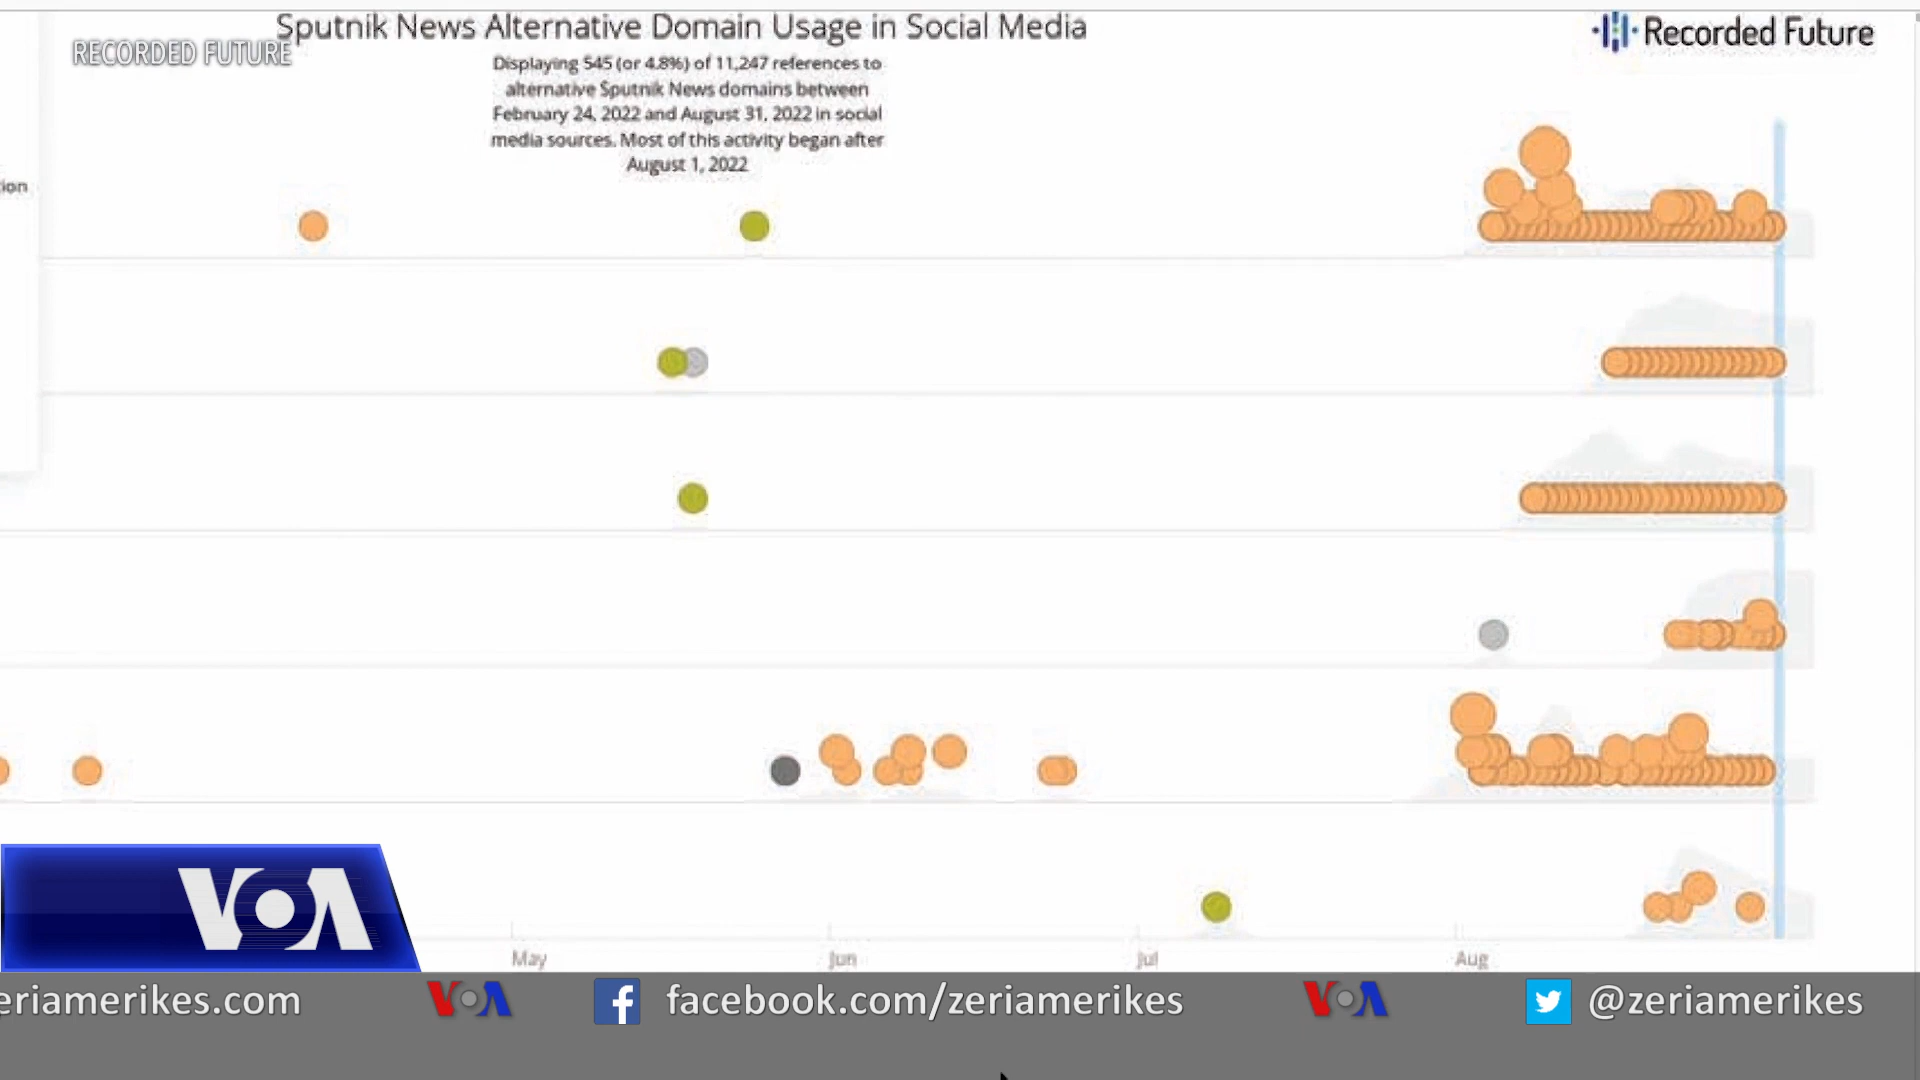 Sputnik News Alternative Domain Usage in Social Media
Recorded Future
RECORDED FUTURE
Displaying 545 (or 4.8%) of 11,247 references to
alternative Sputnik News domains between
February 24, 2022 and August 31, 2022 in social
media sources. Most of this activity began after
August 1, 2022
ion
May Jun Jul Aug
VOA
eriamerikes.com VOA facebook.com/zeriamerikes VOA @zeriamerikes